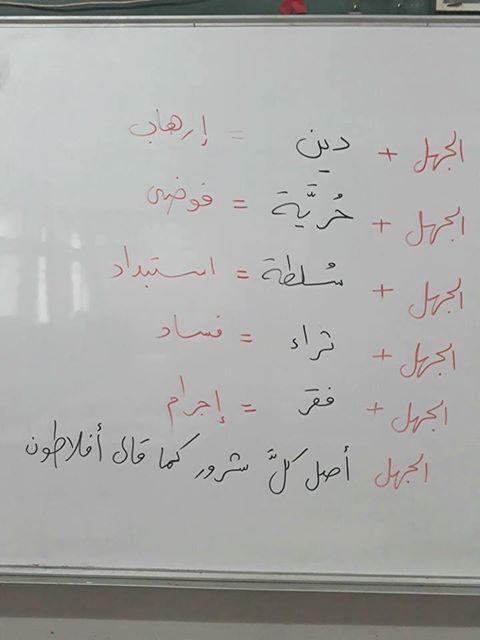 الجهل + دين = إرهاب
الجهل + حُريَّة = فوضى
الجهل + سُلطة = استبداد
الجهل + ثراء = فساد
الجهل + فقر = إجرام
الجهل أصل كلَّ شرور كما قال أفلاطون